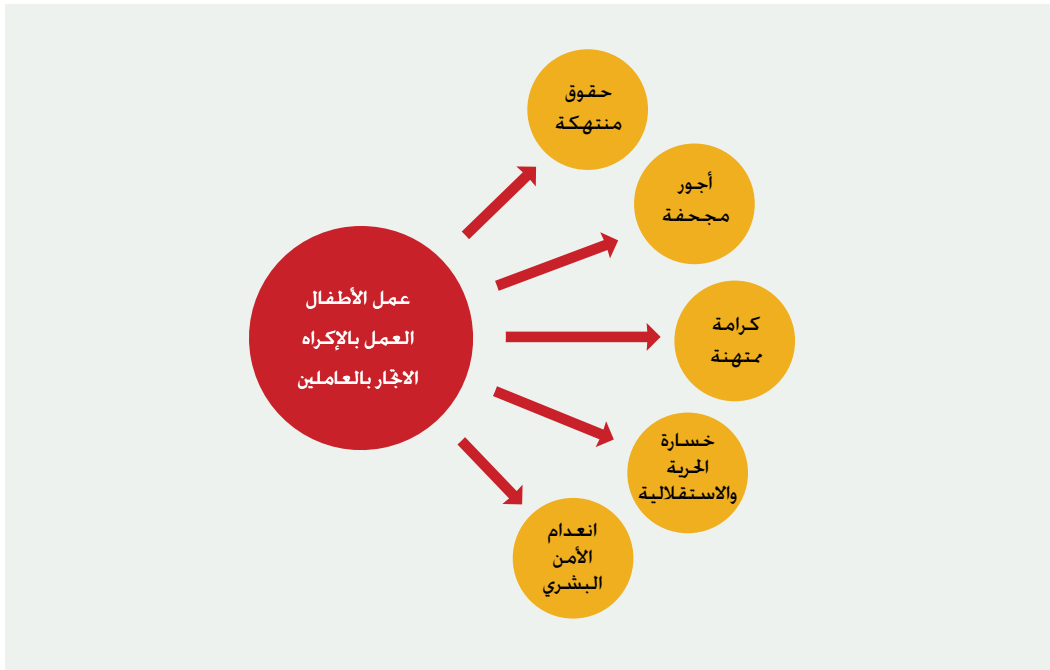 حقوق
منتهكة
أجور
مجحفة
عمل الأطفال
العمل بالإكراه
الاتجار بالعاملين
كرامة
ممتهنة
خسارة
الحرية
والاستقلالية
انعدام
الأمن
البشري